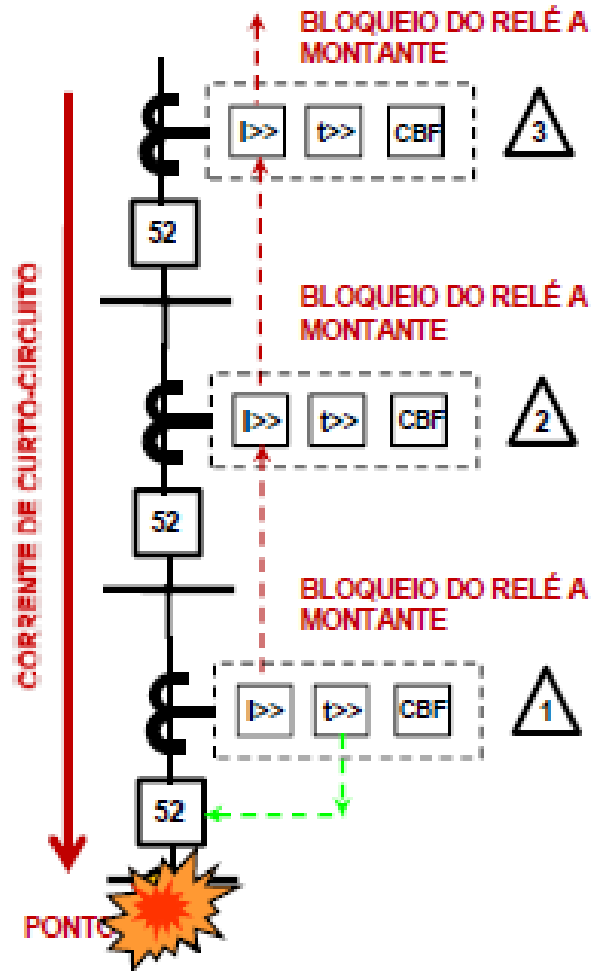 BLOQUEIO DO RELÉ A
MONTANTE
I>> t>> CBF 3
52
BLOQUEIO DO RELÉ A
MONTANTE
I>> t>> CBF 2
52
BLOQUEIO DO RELÉ A
MONTANTE
I>> t>> CBF 1
52
CORRENTE DE CURTO-CIRCUITO
PONTO